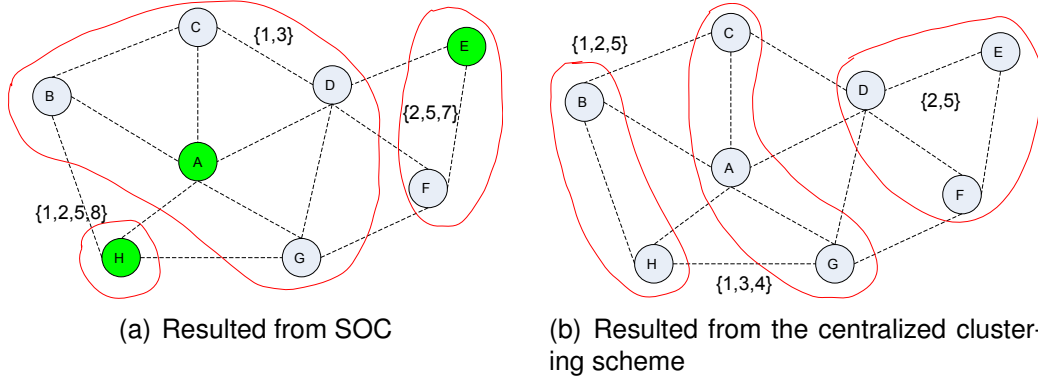 C
{1,3}
E
B
D
{2,5,7}
A
F
{1,2,5,8}
H
G
(a) Resulted from SOC
C
{1,2,5}
E
B
D
{2,5}
A
F
H
G
{1,3,4}
(b) Resulted from the centralized cluster-
ing scheme